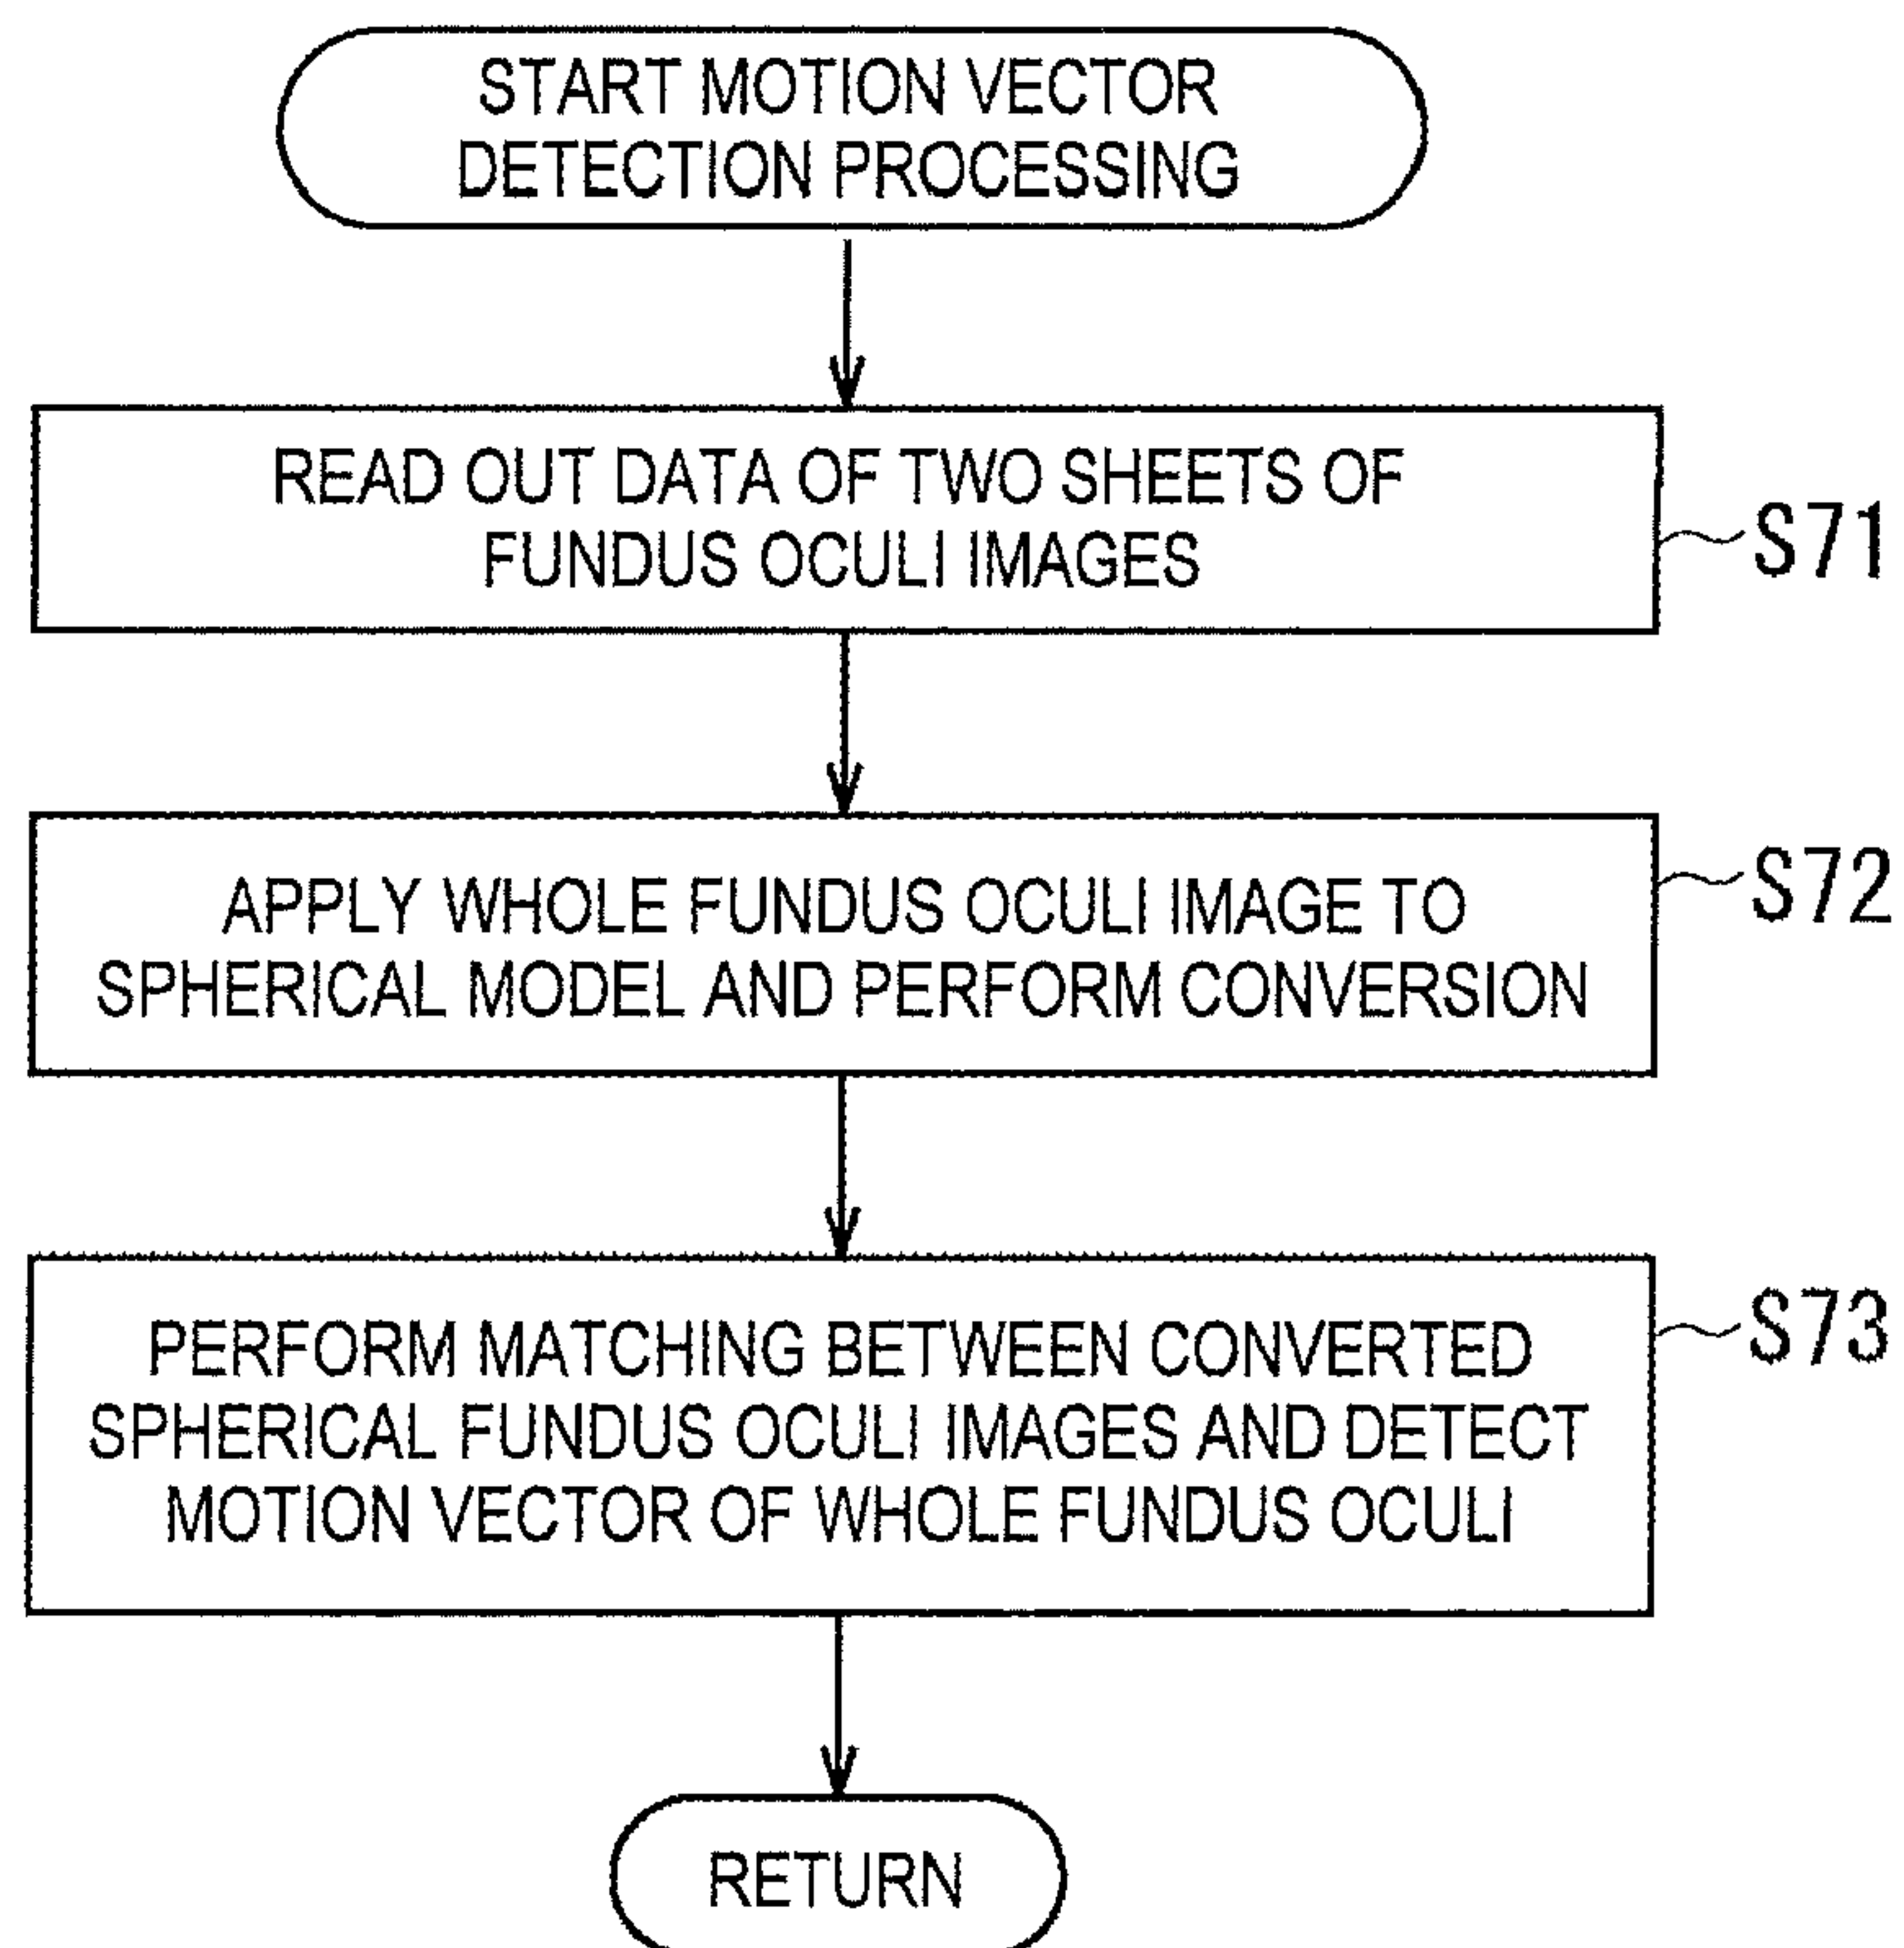 START MOTION VECTOR
DETECTION PROCESSING
READ OUT DATA OF TWO SHEETS OF
FUNDUS OCULI IMAGES
S71
APPLY WHOLE FUNDUS OCULI IMAGE TO
SPHERICAL MODEL AND PERFORM CONVERSION
S72
PERFORM MATCHING BETWEEN CONVERTED
SPHERICAL FUNDUS OCULI IMAGES AND DETECT
MOTION VECTOR OF WHOLE FUNDUS OCULI
S73
RETURN